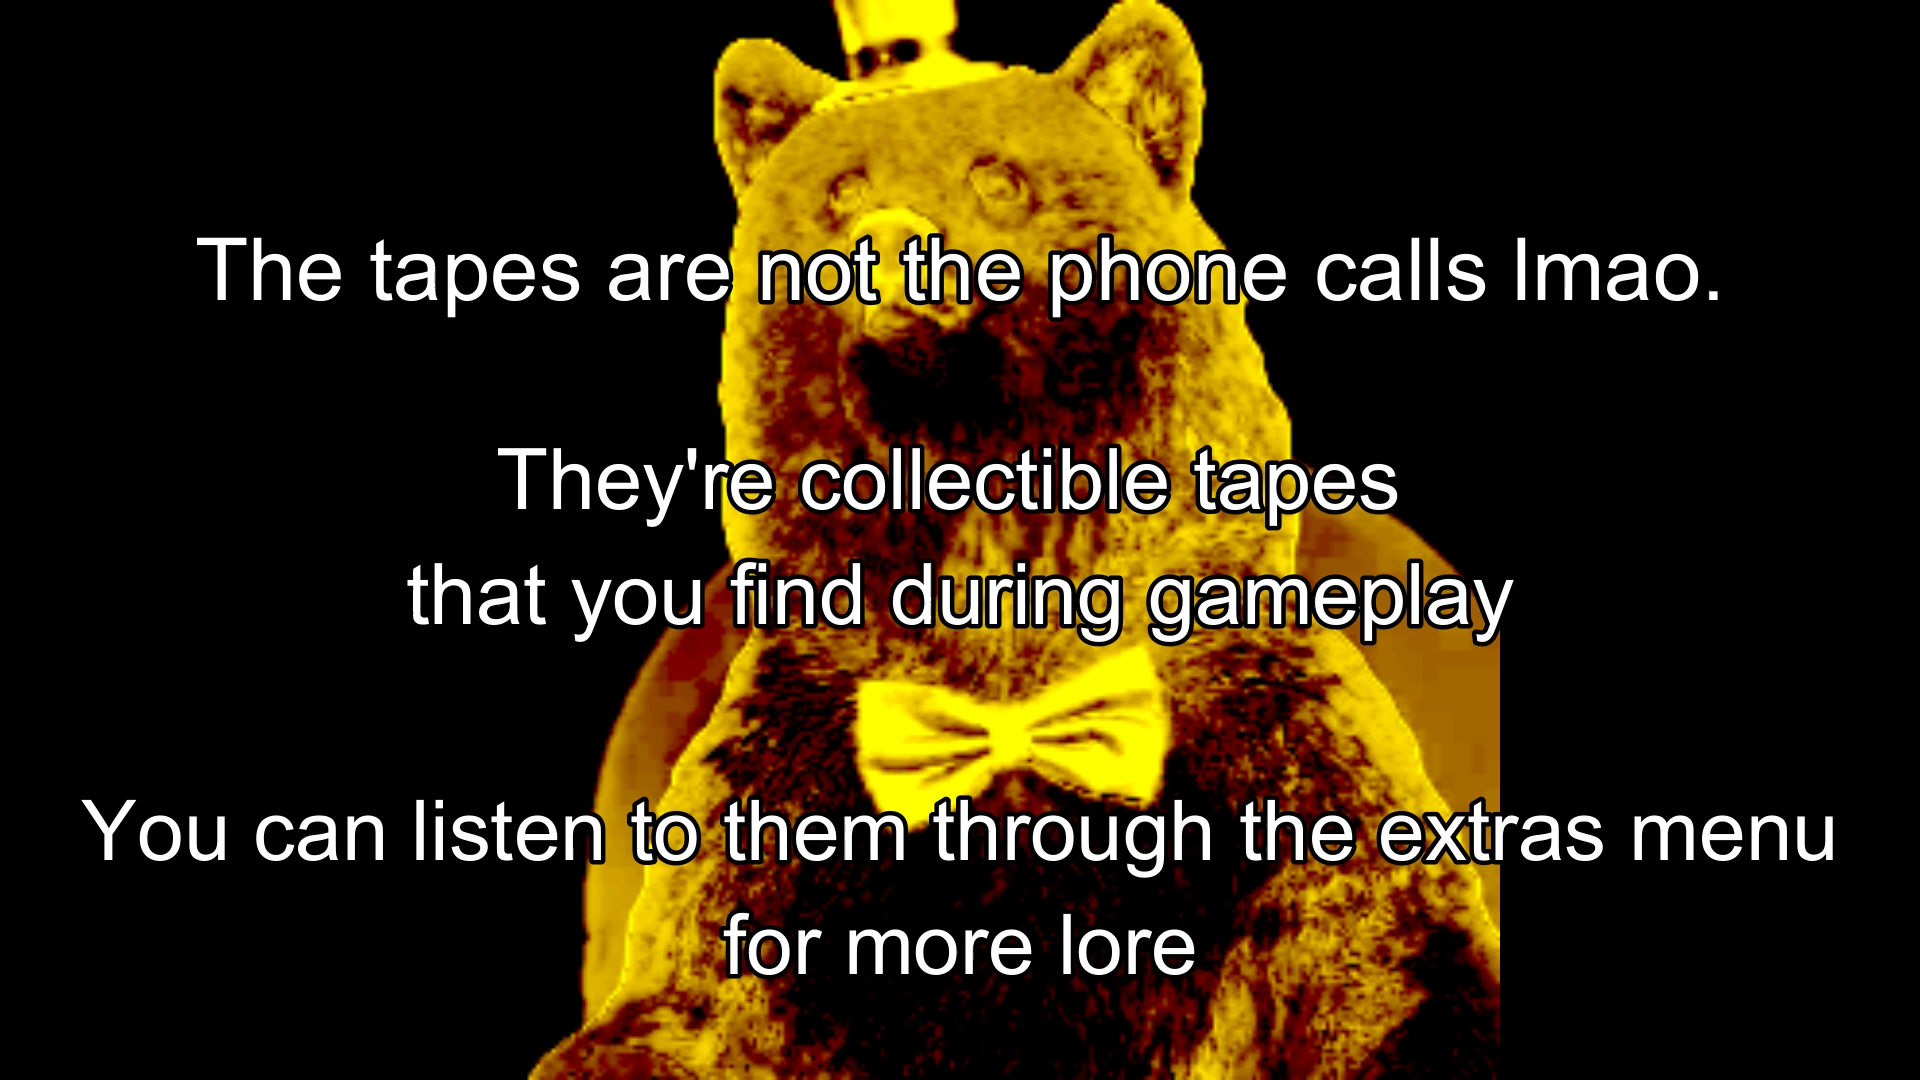 The tapes are not the phone calls lmao.
They're collectible tapes
that you find during gameplay
You can listen to them through the extras menu
for more lore